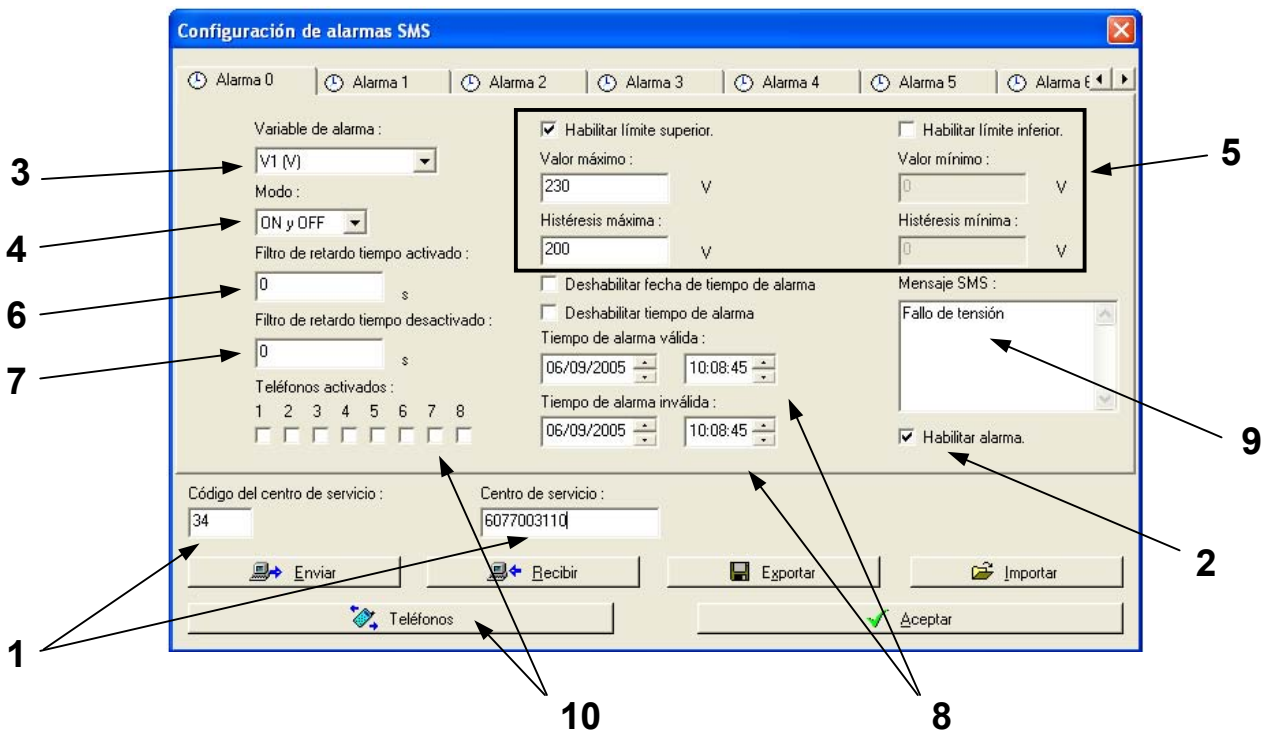 Configuración de alarmas SMS
Alarma 0 Alarma 1 Alarma 2 Alarma 3 Alarma 4 Alarma 5 Alarma 6
Variable de alarma :
V1 (V)
Modo :
ON y OFF
Filtro de retardo tiempo activado :
0 s
Filtro de retardo tiempo desactivado :
0 s
Teléfonos activados :
1 2 3 4 5 6 7 8
Habilitar límite superior.
Valor máximo :
230 V
Histéresis máxima :
200 V
Deshabilitar fecha de tiempo de alarma
Deshabilitar tiempo de alarma
Tiempo de alarma válida :
06/09/2005 10:08:45
Tiempo de alarma inválida :
06/09/2005 10:08:45
Habilitar límite inferior.
Valor mínimo :
0 V
Histéresis mínima :
0 V
Mensaje SMS :
Fallo de tensión
Habilitar alarma.
Código del centro de servicio :
34
Centro de servicio :
6077003110
Enviar Recibir Exportar Importar
Teléfonos Aceptar
3
4
6
7
1
10
8
2
9
5